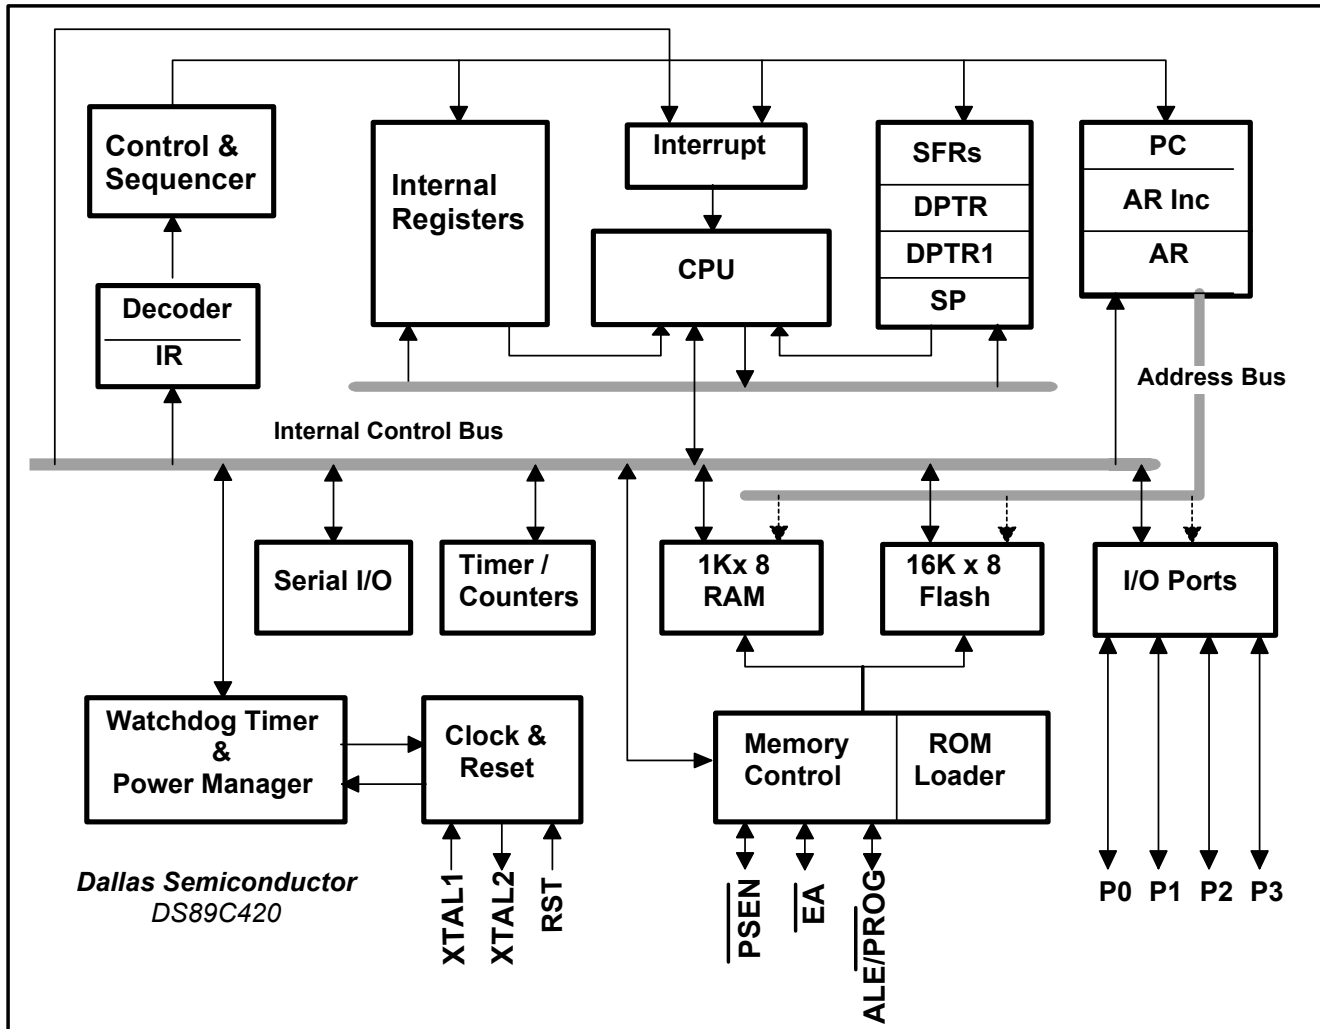 Control &
Sequencer
Internal
Registers
Interrupt
SFRs
DPTR
DPTR1
SP
PC
AR Inc
AR
CPU
Decoder
IR
Address Bus
Internal Control Bus
Serial I/O
Timer /
Counters
1Kx 8
RAM
16K x 8
Flash
I/O Ports
Watchdog Timer
&
Power Manager
Clock &
Reset
Memory
Control
ROM
Loader
Dallas Semiconductor
DS89C420
XTAL1
XTAL2
RST
PSEN
EA
ALE/PROG
P0
P1
P2
P3